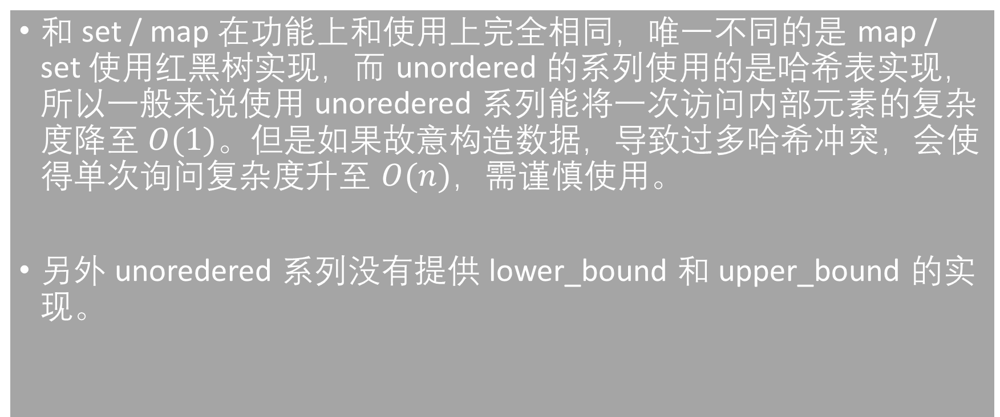 • 和 set / map 在功能上和使用上完全相同，唯一不同的是 map /
set 使用红黑树实现，而 unordered 的系列使用的是哈希表实现，
所以一般来说使用 unoredered 系列能将一次访问内部元素的复杂
度降至 O(1)。但是如果故意构造数据，导致过多哈希冲突，会使
得单次询问复杂度升至 O(n)，需谨慎使用。
• 另外 unoredered 系列没有提供 lower_bound 和 upper_bound 的实
现。